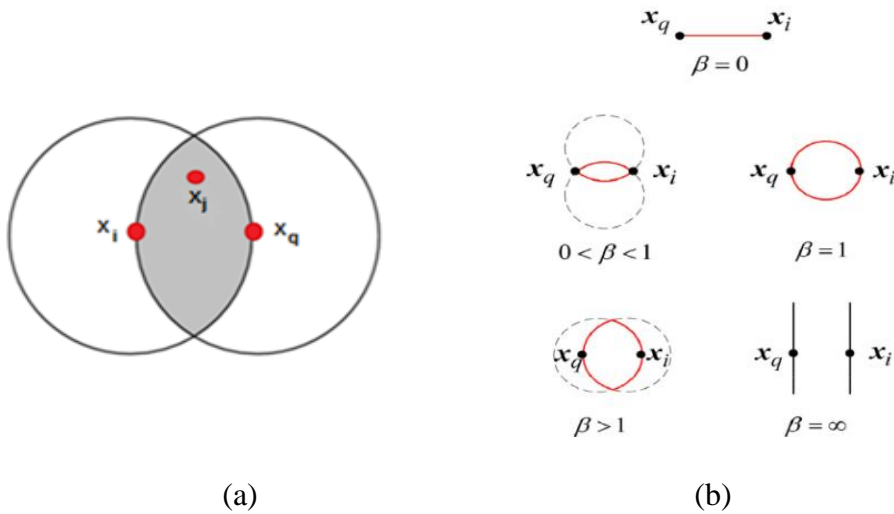 x_i
x_j
x_q
(a)
x_q x_i
β = 0
x_q x_i
0 < β < 1
x_q x_i
β = 1
x_q x_i
β > 1
x_q x_i
β = ∞
(b)